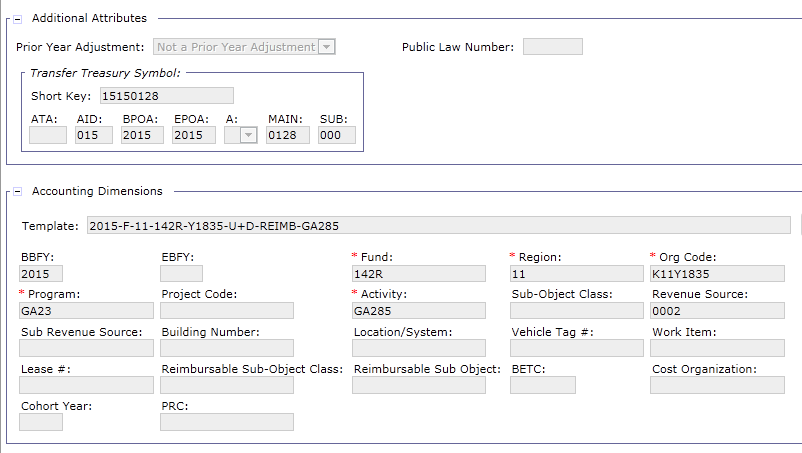 Additional Attributes
Prior Year Adjustment: Not a Prior Year Adjustment Public Law Number:
Transfer Treasury Symbol:
Short Key: 15150128
ATA: AID: BPOA: EPOA: A: MAIN: SUB:
015 2015 2015 0128 000
Accounting Dimensions
Template: 2015-F-11-142R-Y1835-U+D-REIMB-GA285
BBFY: EBFY: * Fund: * Region: * Org Code:
2015 142R 11 K11Y1835
* Program: Project Code: * Activity: Sub-Object Class: Revenue Source:
GA23 GA285 0002
Sub Revenue Source: Building Number: Location/System: Vehicle Tag #: Work Item:
Lease #: Reimbursable Sub-Object Class: Reimbursable Sub Object: BETC: Cost Organization:
Cohort Year: PRC: